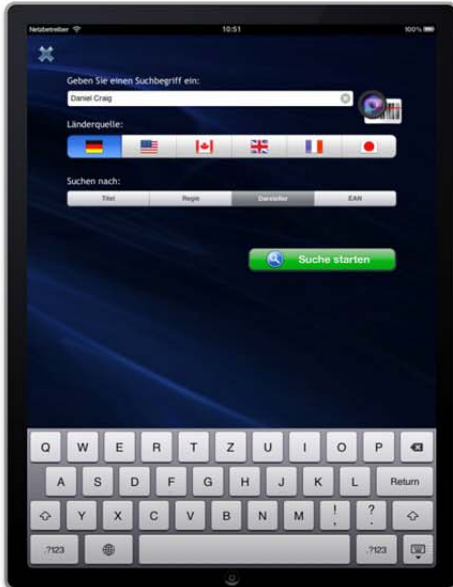 Netzbetreiber 10:51 100%
Geben Sie einen Suchbegriff ein:
Daniel Craig
Länderquelle:
Suchen nach:
Titel Regie Darsteller EAN
Suche starten
Q W E R T Z U I O P
A S D F G H J K L Return
Y X C V B N M ! , ? .
.?123 .?123